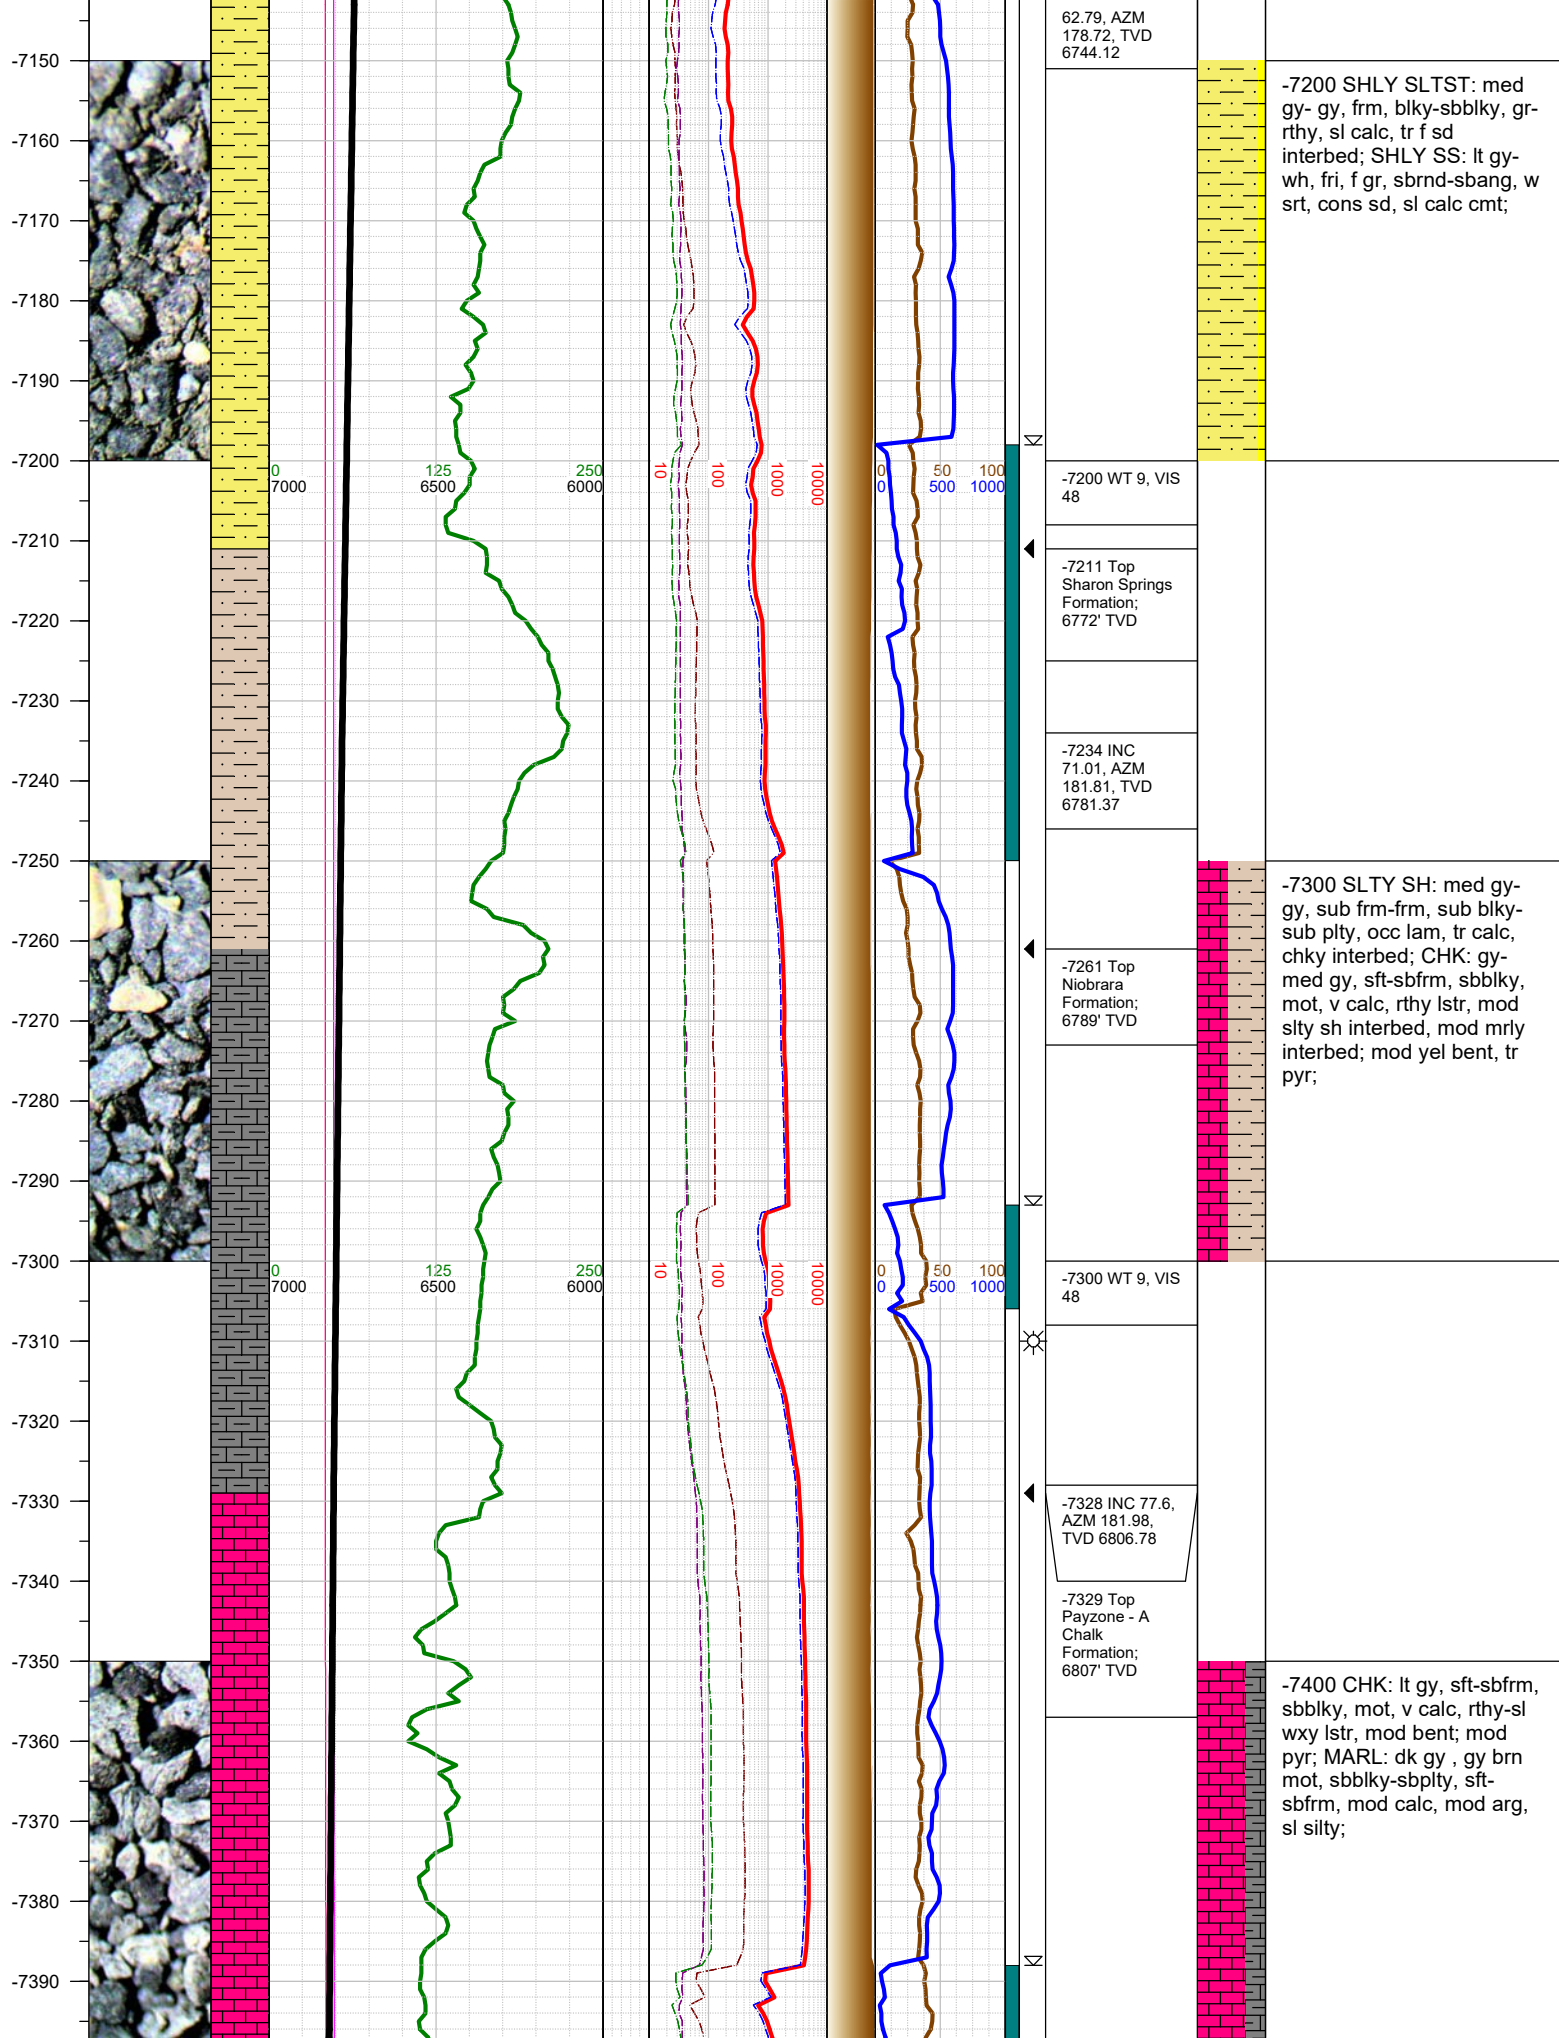 62.79, AZM
178.72, TVD
6744.12
-7150
-7200 SHLY SLTST: med
gy- gy, frm, blky-sbblky, gr-
rthy, sl calc, tr f sd
interbed; SHLY SS: lt gy-
wh, fri, f gr, sbrnd-sbang, w
srt, cons sd, sl calc cmt;
-7160
-7170
-7180
-7190
-7200
0 125 250
7000 6500 6000
10 100 1000 10000
0 50 100
0 500 1000
-7200 WT 9, VIS
48
-7210
-7211 Top
Sharon Springs
Formation;
6772' TVD
-7220
-7230
-7234 INC
71.01, AZM
181.81, TVD
6781.37
-7240
-7250
-7300 SLTY SH: med gy-
gy, sub frm-frm, sub blky-
sub plty, occ lam, tr calc,
chky interbed; CHK: gy-
med gy, sft-sbfrm, sbblky,
mot, v calc, rthy lstr, mod
slty sh interbed, mod mrly
interbed; mod yel bent, tr
pyr;
-7260
-7261 Top
Niobrara
Formation;
6789' TVD
-7270
-7280
-7290
-7300
0 125 250
7000 6500 6000
10 100 1000 10000
0 50 100
0 500 1000
-7300 WT 9, VIS
48
-7310
-7320
-7330
-7328 INC 77.6,
AZM 181.98,
TVD 6806.78
-7340
-7329 Top
Payzone - A
Chalk
Formation;
6807' TVD
-7350
-7400 CHK: lt gy, sft-sbfrm,
sbblky, mot, v calc, rthy-sl
wxy lstr, mod bent; mod
pyr; MARL: dk gy , gy brn
mot, sbblky-sbplty, sft-
sbfrm, mod calc, mod arg,
sl silty;
-7360
-7370
-7380
-7390